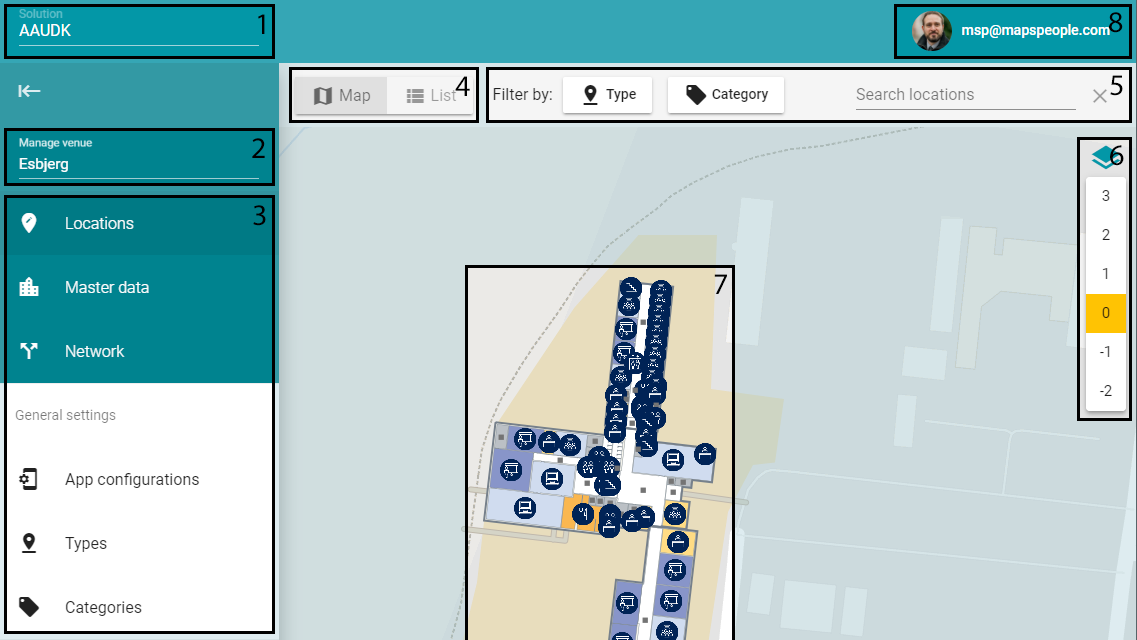 Solution
AAUDK
1
msp@mapspeople.com
8
Map
List
4
Filter by:
Type
Category
Search locations
5
Manage venue
Esbjerg
2
6
3
2
1
0
-1
-2
Locations
3
Master data
Network
General settings
App configurations
Types
Categories
7